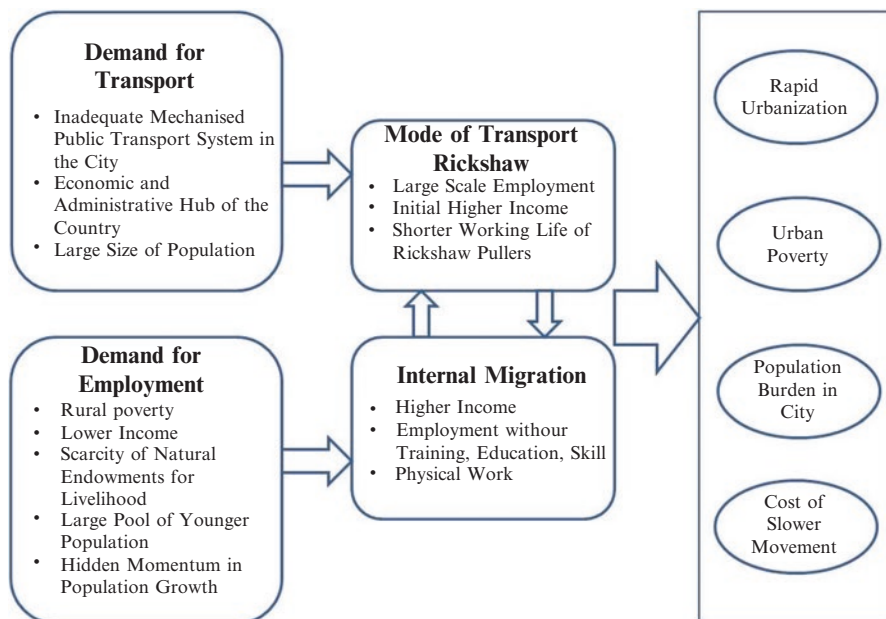 Demand for
Transport
• Inadequate Mechanised
Public Transport System in
the City
• Economic and
Administrative Hub of the
Country
• Large Size of Population
Mode of Transport
Rickshaw
• Large Scale Employment
• Initial Higher Income
• Shorter Working Life of
Rickshaw Pullers
Demand for
Employment
• Rural poverty
• Lower Income
• Scarcity of Natural
Endowments for
Livelihood
• Large Pool of Younger
Population
• Hidden Momentum in
Population Growth
Internal Migration
• Higher Income
• Employment withour
Training, Education, Skill
• Physical Work
Rapid
Urbanization
Urban
Poverty
Population
Burden in
City
Cost of
Slower
Movement